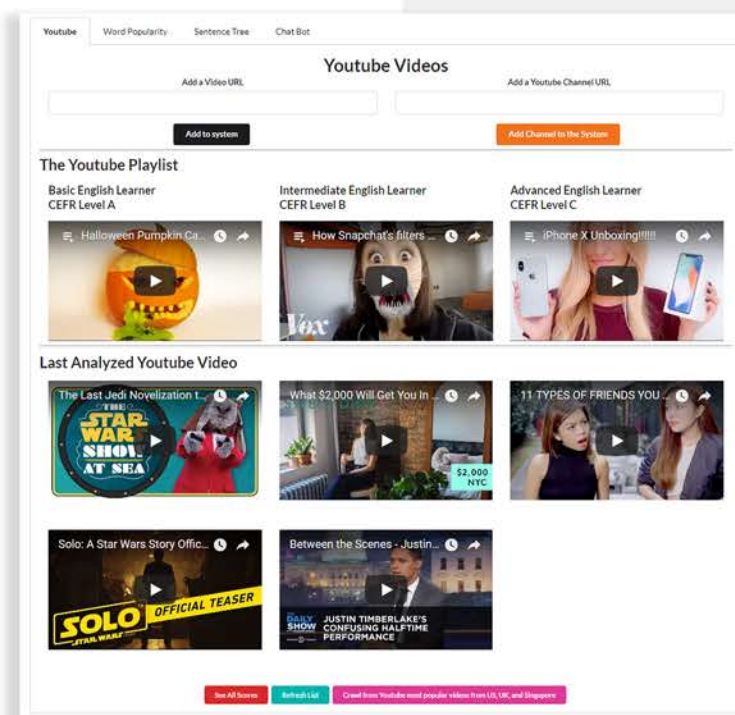 Youtube Word Popularity Sentence Tree Chat Bot
Youtube Videos
Add a Video URL Add a Youtube Channel URL
Add to system Add Channel to the System
The Youtube Playlist
Basic English Learner Intermediate English Learner Advanced English Learner
CEFR Level A CEFR Level B CEFR Level C
Halloween Pumpkin Ca... How Snapchat's filters ... iPhone X Unboxing!!!!!!
Vox
Last Analyzed Youtube Video
The Last Jedi Novelization t... What $2,000 Will Get You In ... 11 TYPES OF FRIENDS YOU ...
THE
STAR
WARS
SHOW
AT SEA
$2,000
NYC
Solo: A Star Wars Story Offic... Between the Scenes - Justin...
OFFICIAL TEASER
SOLO
STAR WARS
THE
DAILY
SHOW
JUSTIN TIMBERLAKE'S
CONFUSING HALFTIME
PERFORMANCE
See All Scores Refresh List Crawl from Youtube most popular videos from US, UK, and Singapore